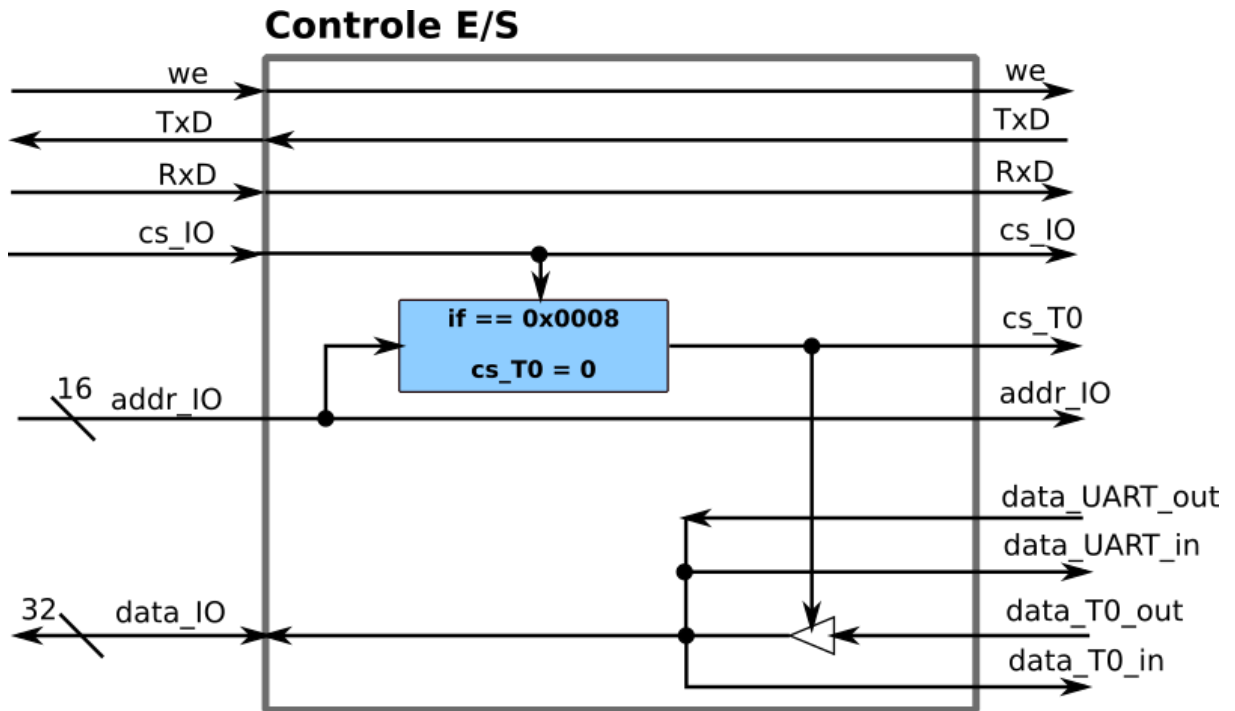 Controle E/S
we
we
TxD
TxD
RxD
RxD
cs_IO
cs_IO
if == 0x0008
cs_T0 = 0
cs_T0
16
addr_IO
addr_IO
data_UART_out
data_UART_in
32
data_IO
data_T0_out
data_T0_in